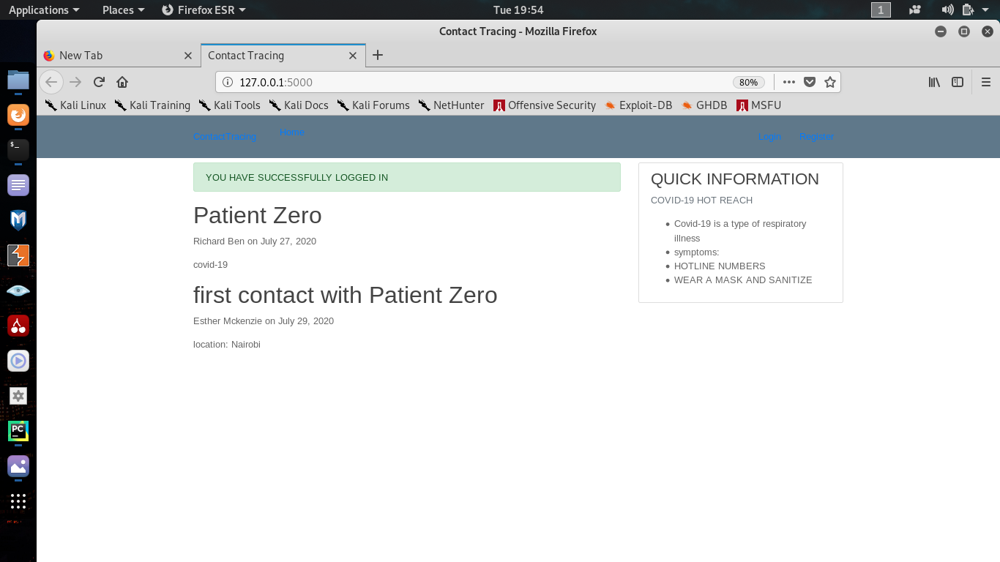 Applications Places Firefox ESR Tue 19:54 1
Contact Tracing - Mozilla Firefox
New Tab Contact Tracing
127.0.0.1:5000 80%
Kali Linux Kali Training Kali Tools Kali Docs Kali Forums NetHunter Offensive Security Exploit-DB GHDB MSFU
ContactTracing Home Login Register
YOU HAVE SUCCESSFULLY LOGGED IN
Patient Zero
Richard Ben on July 27, 2020
covid-19
first contact with Patient Zero
Esther Mckenzie on July 29, 2020
location: Nairobi
QUICK INFORMATION
COVID-19 HOT REACH
Covid-19 is a type of respiratory
illness
symptoms:
HOTLINE NUMBERS
WEAR A MASK AND SANITIZE
$_
PC